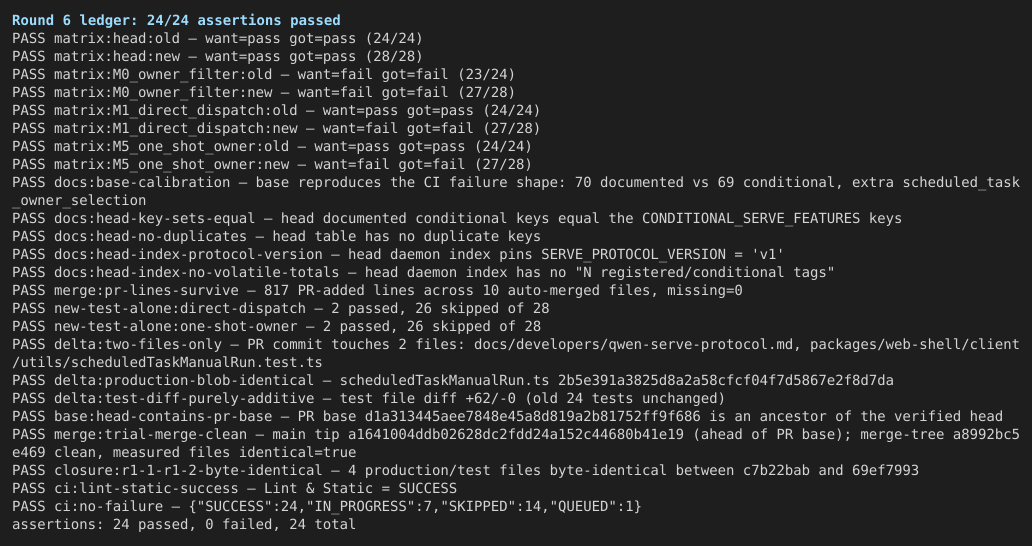 Round 6 ledger: 24/24 assertions passed
PASS matrix:head:old — want=pass got=pass (24/24)
PASS matrix:head:new — want=pass got=pass (28/28)
PASS matrix:M0_owner_filter:old — want=fail got=fail (23/24)
PASS matrix:M0_owner_filter:new — want=fail got=fail (27/28)
PASS matrix:M1_direct_dispatch:old — want=pass got=pass (24/24)
PASS matrix:M1_direct_dispatch:new — want=fail got=fail (27/28)
PASS matrix:M5_one_shot_owner:old — want=pass got=pass (24/24)
PASS matrix:M5_one_shot_owner:new — want=fail got=fail (27/28)
PASS docs:base-calibration — base reproduces the CI failure shape: 70 documented vs 69 conditional, extra scheduled_task
_owner_selection
PASS docs:head-key-sets-equal — head documented conditional keys equal the CONDITIONAL_SERVE_FEATURES keys
PASS docs:head-no-duplicates — head table has no duplicate keys
PASS docs:head-index-protocol-version — head daemon index pins SERVE_PROTOCOL_VERSION = 'v1'
PASS docs:head-index-no-volatile-totals — head daemon index has no "N registered/conditional tags"
PASS merge:pr-lines-survive — 817 PR-added lines across 10 auto-merged files, missing=0
PASS new-test-alone:direct-dispatch — 2 passed, 26 skipped of 28
PASS new-test-alone:one-shot-owner — 2 passed, 26 skipped of 28
PASS delta:two-files-only — PR commit touches 2 files: docs/developers/qwen-serve-protocol.md, packages/web-shell/client
/utils/scheduledTaskManualRun.test.ts
PASS delta:production-blob-identical — scheduledTaskManualRun.ts 2b5e391a3825d8a2a58cfcf04f7d5867e2f8d7da
PASS delta:test-diff-purely-additive — test file diff +62/-0 (old 24 tests unchanged)
PASS base:head-contains-pr-base — PR base d1a313445aee7848e45a8d819a2b81752ff9f686 is an ancestor of the verified head
PASS merge:trial-merge-clean — main tip a1641004ddb02628dc2fdd24a152c44680b41e19 (ahead of PR base); merge-tree a8992bc5
e469 clean, measured files identical=true
PASS closure:r1-1-r1-2-byte-identical — 4 production/test files byte-identical between c7b22bab and 69ef7993
PASS ci:lint-static-success — Lint & Static = SUCCESS
PASS ci:no-failure — {"SUCCESS":24,"IN_PROGRESS":7,"SKIPPED":14,"QUEUED":1}
assertions: 24 passed, 0 failed, 24 total